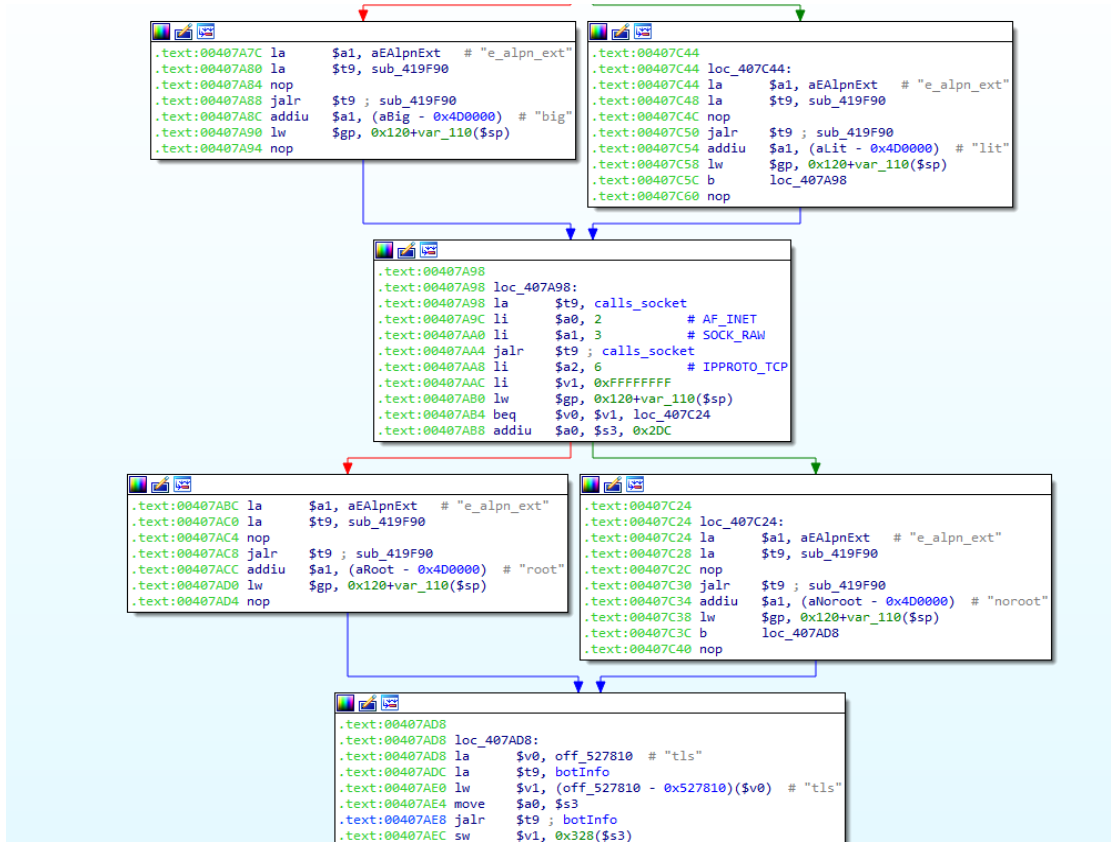 .text:00407A7C la $a1, aEAlpnExt # "e_alpn_ext"
.text:00407A80 la $t9, sub_419F90
.text:00407A84 nop
.text:00407A88 jalr $t9 ; sub_419F90
.text:00407A8C addiu $a1, (aBig - 0x4D0000) # "big"
.text:00407A90 lw $gp, 0x120+var_110($sp)
.text:00407A94 nop
.text:00407C44
.text:00407C44 loc_407C44:
.text:00407C44 la $a1, aEAlpnExt # "e_alpn_ext"
.text:00407C48 la $t9, sub_419F90
.text:00407C4C nop
.text:00407C50 jalr $t9 ; sub_419F90
.text:00407C54 addiu $a1, (aLit - 0x4D0000) # "lit"
.text:00407C58 lw $gp, 0x120+var_110($sp)
.text:00407C5C b loc_407A98
.text:00407C60 nop
.text:00407A98
.text:00407A98 loc_407A98:
.text:00407A98 la $t9, calls_socket
.text:00407A9C li $a0, 2 # AF_INET
.text:00407AA0 li $a1, 3 # SOCK_RAW
.text:00407AA4 jalr $t9 ; calls_socket
.text:00407AA8 li $a2, 6 # IPPROTO_TCP
.text:00407AAC li $v1, 0xFFFFFFFF
.text:00407AB0 lw $gp, 0x120+var_110($sp)
.text:00407AB4 beq $v0, $v1, loc_407C24
.text:00407AB8 addiu $a0, $s3, 0x2DC
.text:00407ABC la $a1, aEAlpnExt # "e_alpn_ext"
.text:00407AC0 la $t9, sub_419F90
.text:00407AC4 nop
.text:00407AC8 jalr $t9 ; sub_419F90
.text:00407ACC addiu $a1, (aRoot - 0x4D0000) # "root"
.text:00407AD0 lw $gp, 0x120+var_110($sp)
.text:00407AD4 nop
.text:00407C24
.text:00407C24 loc_407C24:
.text:00407C24 la $a1, aEAlpnExt # "e_alpn_ext"
.text:00407C28 la $t9, sub_419F90
.text:00407C2C nop
.text:00407C30 jalr $t9 ; sub_419F90
.text:00407C34 addiu $a1, (aNoroot - 0x4D0000) # "noroot"
.text:00407C38 lw $gp, 0x120+var_110($sp)
.text:00407C3C b loc_407AD8
.text:00407C40 nop
.text:00407AD8
.text:00407AD8 loc_407AD8:
.text:00407AD8 la $v0, off_527810 # "tls"
.text:00407ADC la $t9, botInfo
.text:00407AE0 lw $v1, (off_527810 - 0x527810)($v0) # "tls"
.text:00407AE4 move $a0, $s3
.text:00407AE8 jalr $t9 ; botInfo
.text:00407AEC sw $v1, 0x328($s3)